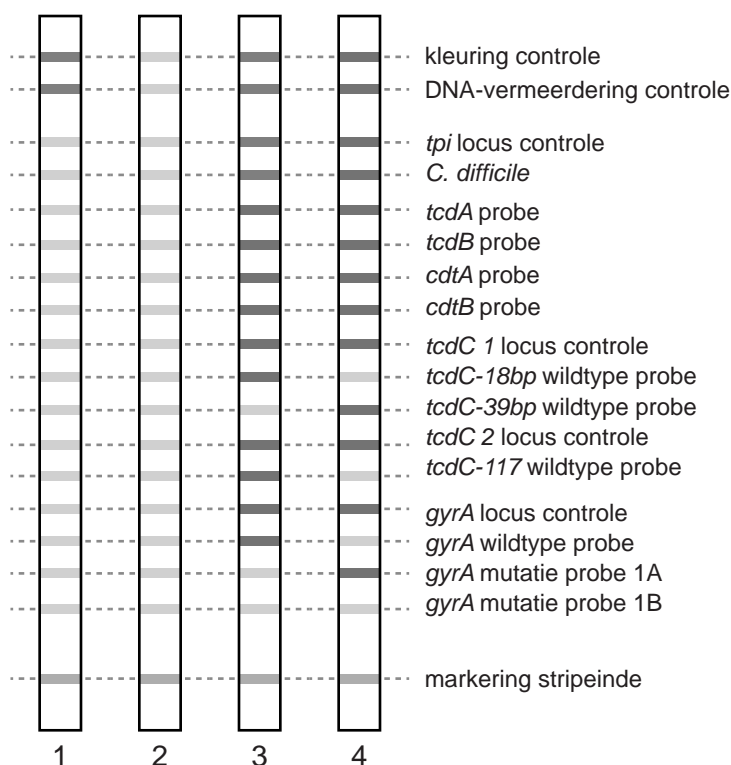 kleuring controle
DNA-vermeerdering controle
tpi locus controle
C. difficile
tcdA probe
tcdB probe
cdtA probe
cdtB probe
tcdC 1 locus controle
tcdC-18bp wildtype probe
tcdC-39bp wildtype probe
tcdC 2 locus controle
tcdC-117 wildtype probe
gyrA locus controle
gyrA wildtype probe
gyrA mutatie probe 1A
gyrA mutatie probe 1B
markering stripeinde
1 2 3 4